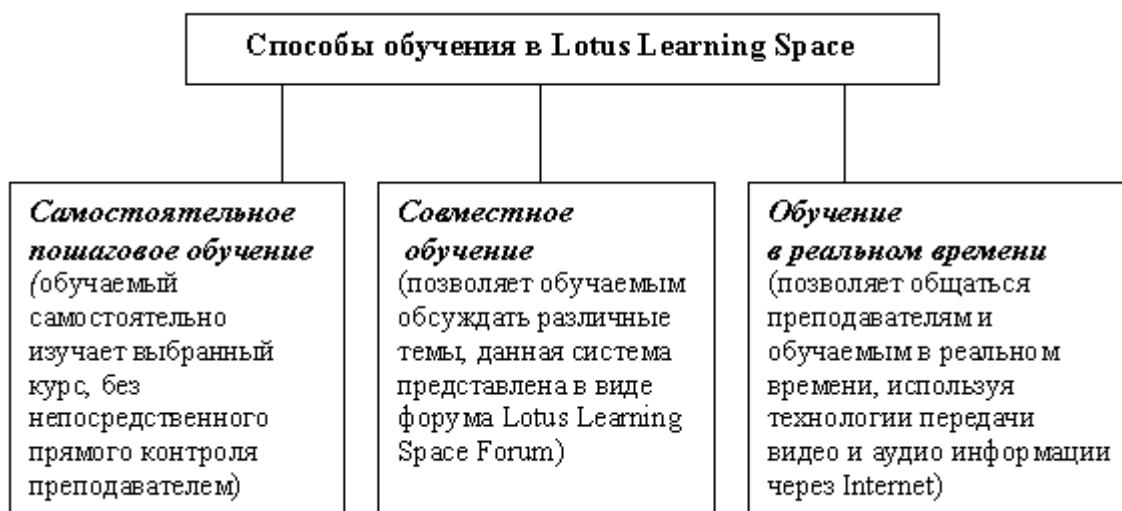 Способы обучения в Lotus Learning Space
Самостоятельное
пошаговое обучение
(обучаемый
самостоятельно
изучает выбранный
курс, без
непосредственного
прямого контроля
преподавателем)
Совместное
обучение
(позволяет обучаемым
обсуждать различные
темы, данная система
представлена в виде
форума Lotus Learning
Space Forum)
Обучение
в реальном времени
(позволяет общаться
преподавателям и
обучаемым в реальном
времени, используя
технологии передачи
видео и аудио информации
через Internet)